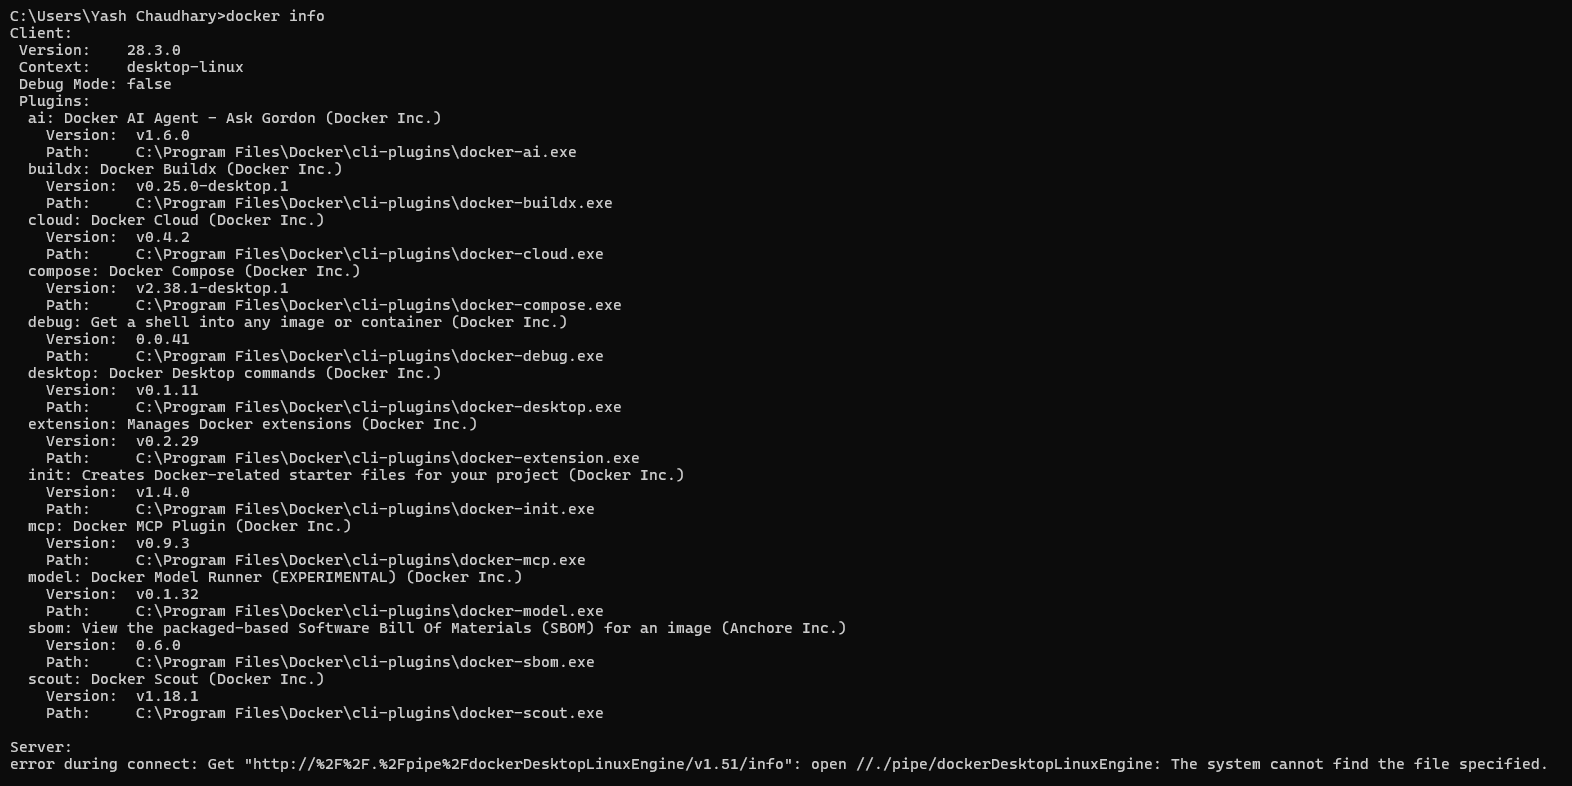 C:\Users\Yash Chaudhary>docker info
Client:
 Version:    28.3.0
 Context:    desktop-linux
 Debug Mode: false
 Plugins:
  ai: Docker AI Agent - Ask Gordon (Docker Inc.)
    Version:  v1.6.0
    Path:     C:\Program Files\Docker\cli-plugins\docker-ai.exe
  buildx: Docker Buildx (Docker Inc.)
    Version:  v0.25.0-desktop.1
    Path:     C:\Program Files\Docker\cli-plugins\docker-buildx.exe
  cloud: Docker Cloud (Docker Inc.)
    Version:  v0.4.2
    Path:     C:\Program Files\Docker\cli-plugins\docker-cloud.exe
  compose: Docker Compose (Docker Inc.)
    Version:  v2.38.1-desktop.1
    Path:     C:\Program Files\Docker\cli-plugins\docker-compose.exe
  debug: Get a shell into any image or container (Docker Inc.)
    Version:  0.0.41
    Path:     C:\Program Files\Docker\cli-plugins\docker-debug.exe
  desktop: Docker Desktop commands (Docker Inc.)
    Version:  v0.1.11
    Path:     C:\Program Files\Docker\cli-plugins\docker-desktop.exe
  extension: Manages Docker extensions (Docker Inc.)
    Version:  v0.2.29
    Path:     C:\Program Files\Docker\cli-plugins\docker-extension.exe
  init: Creates Docker-related starter files for your project (Docker Inc.)
    Version:  v1.4.0
    Path:     C:\Program Files\Docker\cli-plugins\docker-init.exe
  mcp: Docker MCP Plugin (Docker Inc.)
    Version:  v0.9.3
    Path:     C:\Program Files\Docker\cli-plugins\docker-mcp.exe
  model: Docker Model Runner (EXPERIMENTAL) (Docker Inc.)
    Version:  v0.1.32
    Path:     C:\Program Files\Docker\cli-plugins\docker-model.exe
  sbom: View the packaged-based Software Bill Of Materials (SBOM) for an image (Anchore Inc.)
    Version:  0.6.0
    Path:     C:\Program Files\Docker\cli-plugins\docker-sbom.exe
  scout: Docker Scout (Docker Inc.)
    Version:  v1.18.1
    Path:     C:\Program Files\Docker\cli-plugins\docker-scout.exe

Server:
error during connect: Get "http://%2F%2F.%2Fpipe%2FdockerDesktopLinuxEngine/v1.51/info": open //./pipe/dockerDesktopLinuxEngine: The system cannot find the file specified.